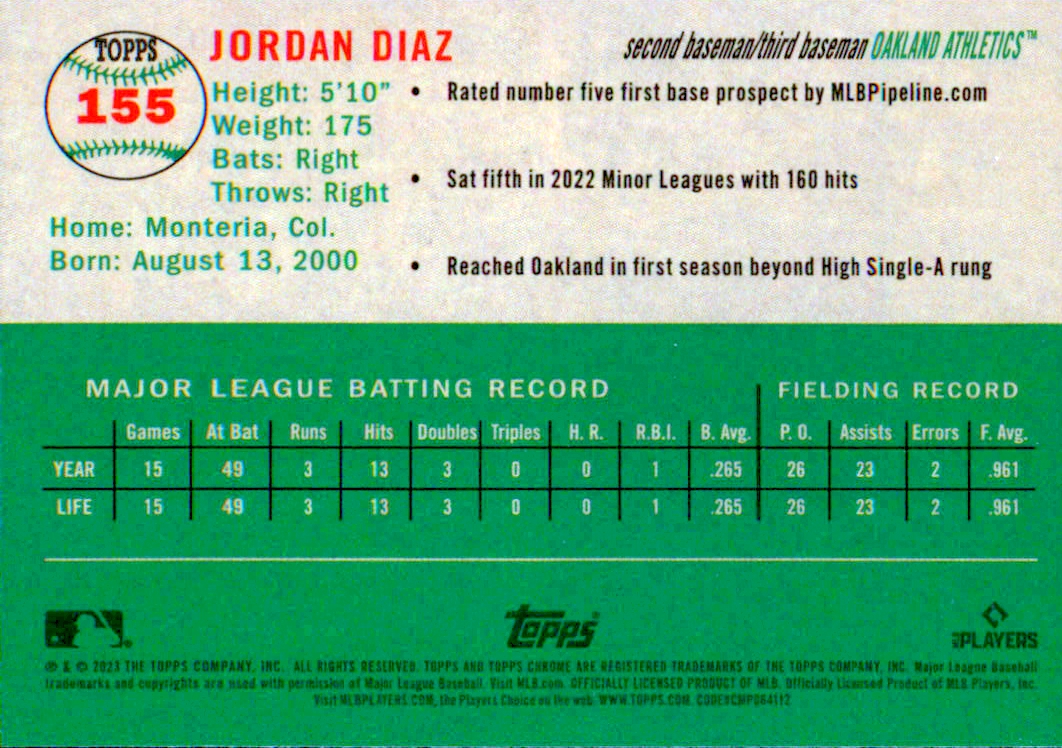 TOPPS
155
JORDAN DIAZ
second baseman/third baseman OAKLAND ATHLETICS™
Height: 5'10"
Weight: 175
Bats: Right
Throws: Right
Home: Monteria, Col.
Born: August 13, 2000
• Rated number five first base prospect by MLBPipeline.com
• Sat fifth in 2022 Minor Leagues with 160 hits
• Reached Oakland in first season beyond High Single-A rung
MAJOR LEAGUE BATTING RECORD FIELDING RECORD
Games At Bat Runs Hits Doubles Triples H. R. R.B.I. B. Avg. P. O. Assists Errors F. Avg.
YEAR 15 49 3 13 3 0 0 1 .265 26 23 2 .961
LIFE 15 49 3 13 3 0 0 1 .265 26 23 2 .961
Topps
PLAYERS
® & © 2023 THE TOPPS COMPANY, INC. ALL RIGHTS RESERVED. TOPPS AND TOPPS CHROME ARE REGISTERED TRADEMARKS OF THE TOPPS COMPANY, INC. Major League Baseball
trademarks and copyrights are used with permission of Major League Baseball. Visit MLB.com. OFFICIALLY LICENSED PRODUCT OF MLB. Officially Licensed Product of MLB Players, Inc.
Visit MLBPLAYERS.COM, the Players Choice on the web. WWW.TOPPS.COM. CODE#CMP064112